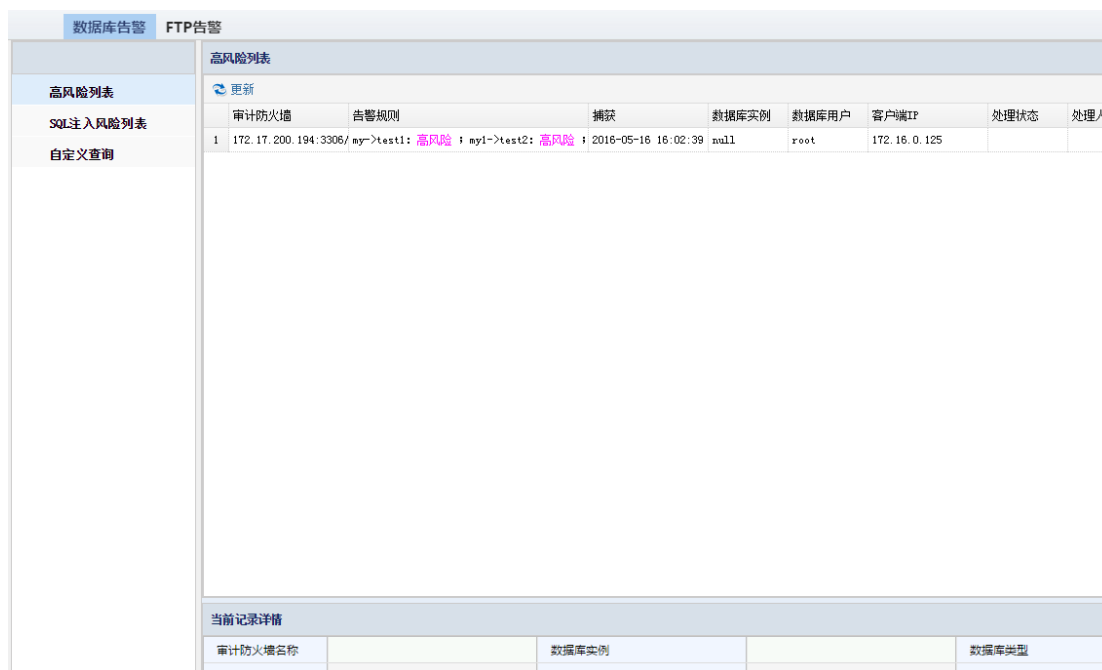 数据库告警 FTP告警
高风险列表
高风险列表
SQL注入风险列表
自定义查询
更新
审计防火墙 告警规则 捕获 数据库实例 数据库用户 客户端IP 处理状态 处理人
1 172.17.200.194:3306/ my->test1: 高风险 ; my1->test2: 高风险 ; 2016-05-16 16:02:39 null root 172.16.0.125
当前记录详情
审计防火墙名称 数据库实例 数据库类型